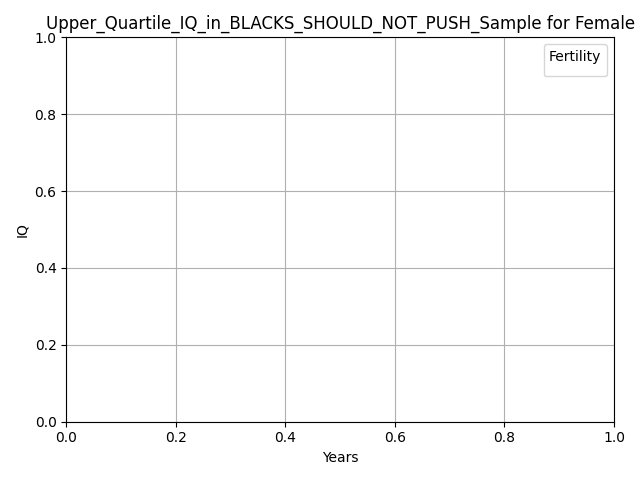 Upper_Quartile_IQ_in_BLACKS_SHOULD_NOT_PUSH_Sample for Female
1.0
Fertility
0.8
0.6
IQ
0.4
0.2
0.0
0.0 0.2 0.4 0.6 0.8 1.0
Years